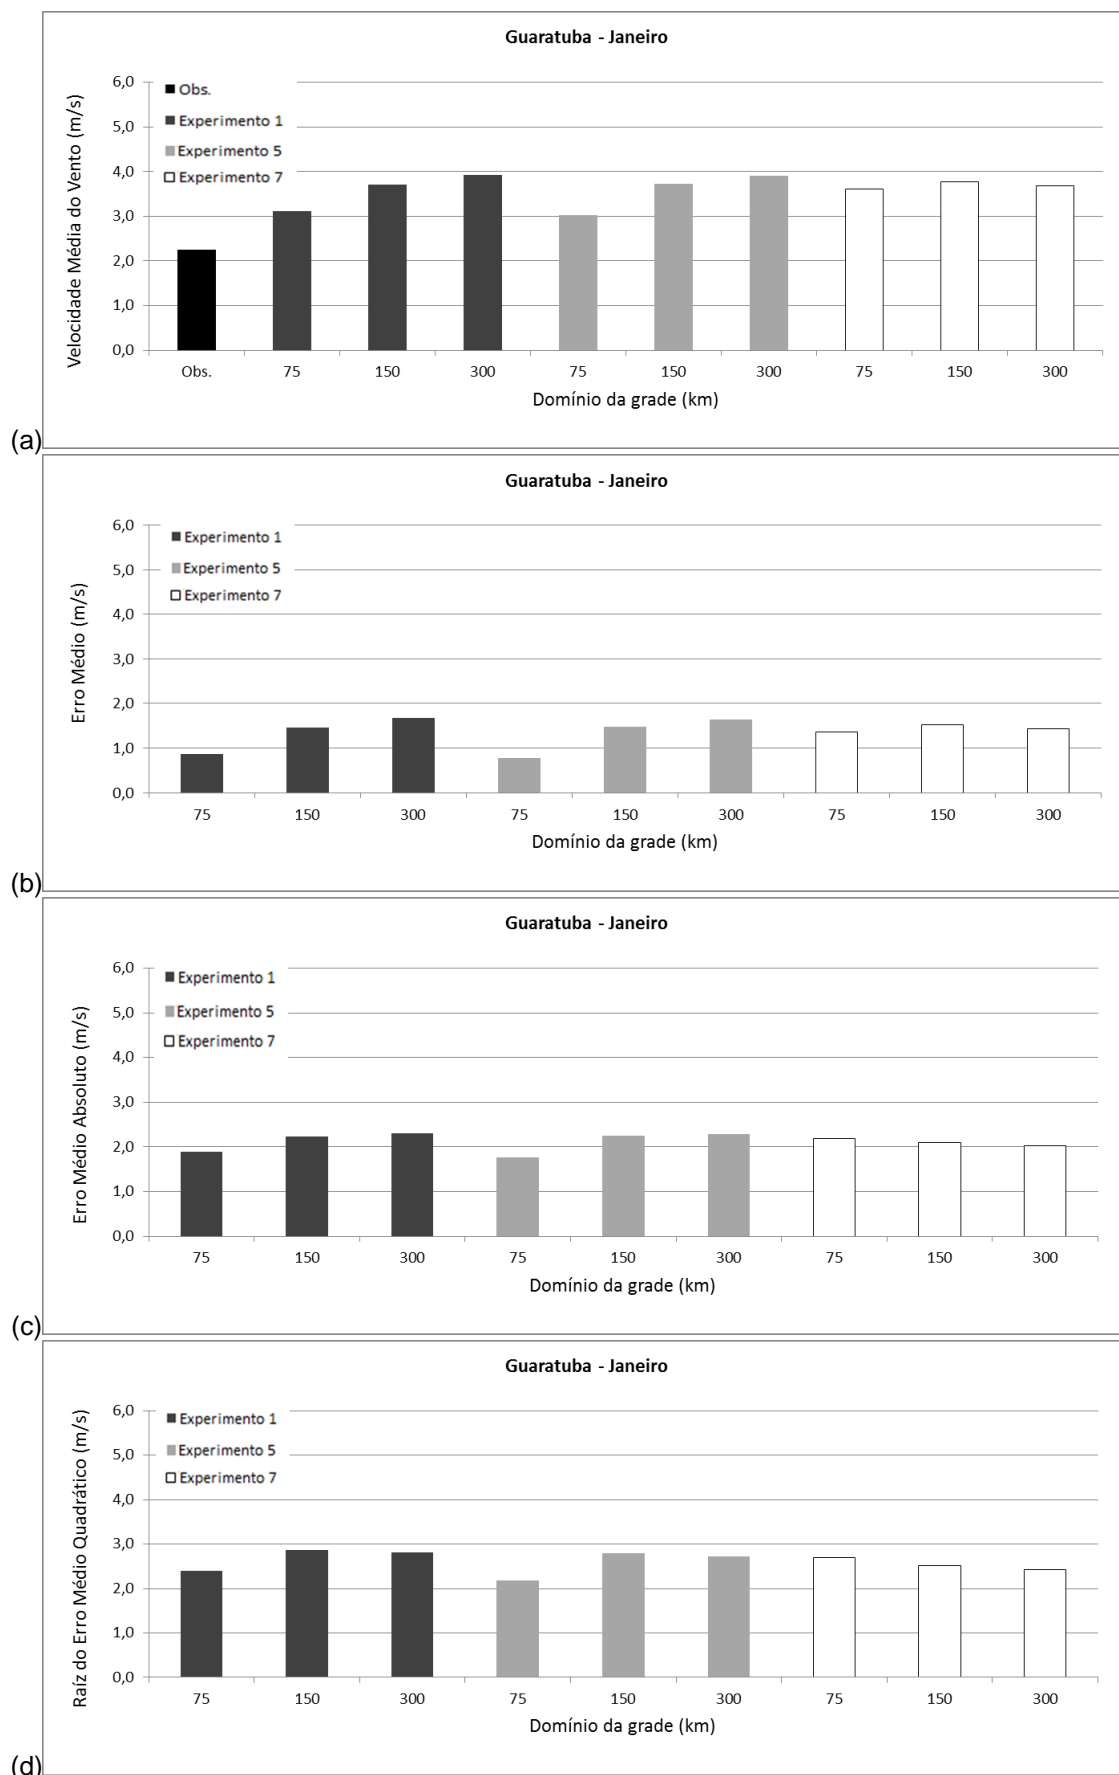 Guaratuba - Janeiro
Velocidade Média do Vento (m/s)
6,0
5,0
4,0
3,0
2,0
1,0
0,0
Obs.
Experimento 1
Experimento 5
Experimento 7
Obs. 75 150 300 75 150 300 75 150 300
Domínio da grade (km)
(a)
Guaratuba - Janeiro
Erro Médio (m/s)
6,0
5,0
4,0
3,0
2,0
1,0
0,0
Experimento 1
Experimento 5
Experimento 7
75 150 300 75 150 300 75 150 300
Domínio da grade (km)
(b)
Guaratuba - Janeiro
Erro Médio Absoluto (m/s)
6,0
5,0
4,0
3,0
2,0
1,0
0,0
Experimento 1
Experimento 5
Experimento 7
75 150 300 75 150 300 75 150 300
Domínio da grade (km)
(c)
Guaratuba - Janeiro
Raíz do Erro Médio Quadrático (m/s)
6,0
5,0
4,0
3,0
2,0
1,0
0,0
Experimento 1
Experimento 5
Experimento 7
75 150 300 75 150 300 75 150 300
Domínio da grade (km)
(d)